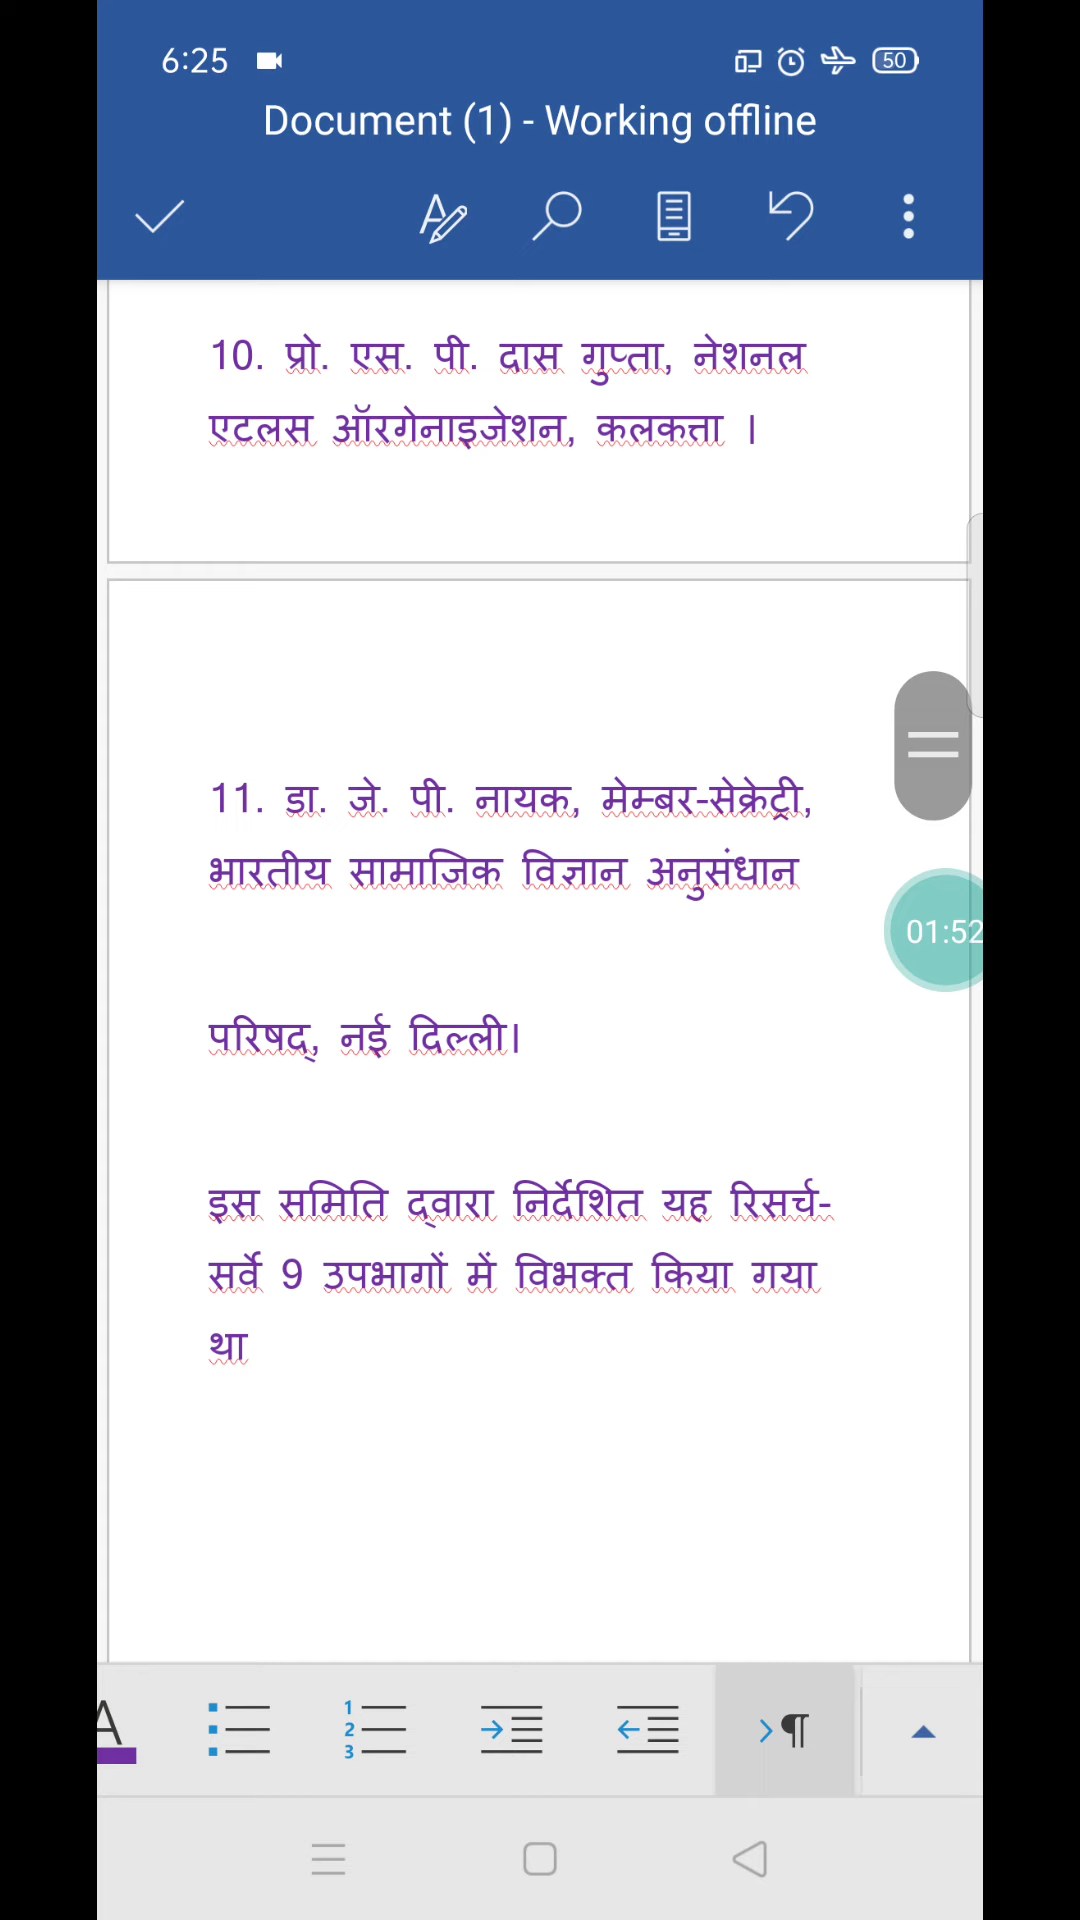 6:25
50
Document (1) - Working offline
10. प्रो. एस. पी. दास गुप्ता, नेशनल
एटलस ऑरगेनाइजेशन, कलकत्ता ।
11. डा. जे. पी. नायक, मेम्बर-सेक्रेट्री,
भारतीय सामाजिक विज्ञान अनुसंधान
01:52
परिषद्, नई दिल्ली।
इस समिति द्वारा निर्देशित यह रिसर्च-
सर्वे 9 उपभागों में विभक्त किया गया
था